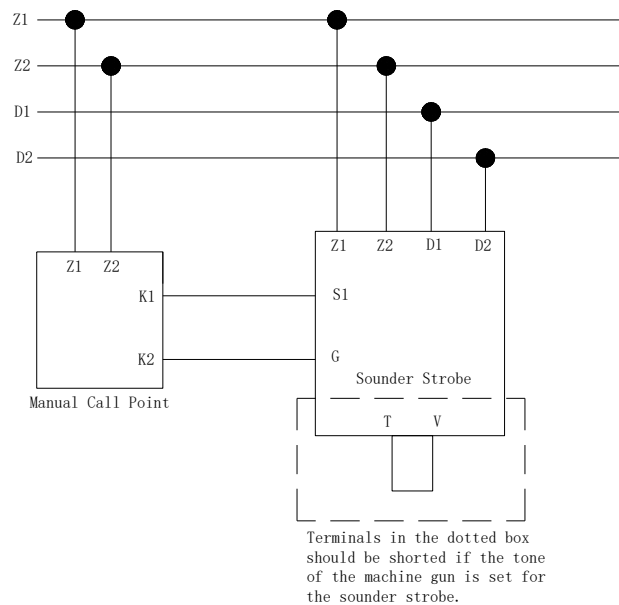 Z1
Z2
D1
D2
Z1 Z2 D1 D2
Z1 Z2
K1 S1
K2 G
Sounder Strobe
Manual Call Point
T V
Terminals in the dotted box
should be shorted if the tone
of the machine gun is set for
the sounder strobe.